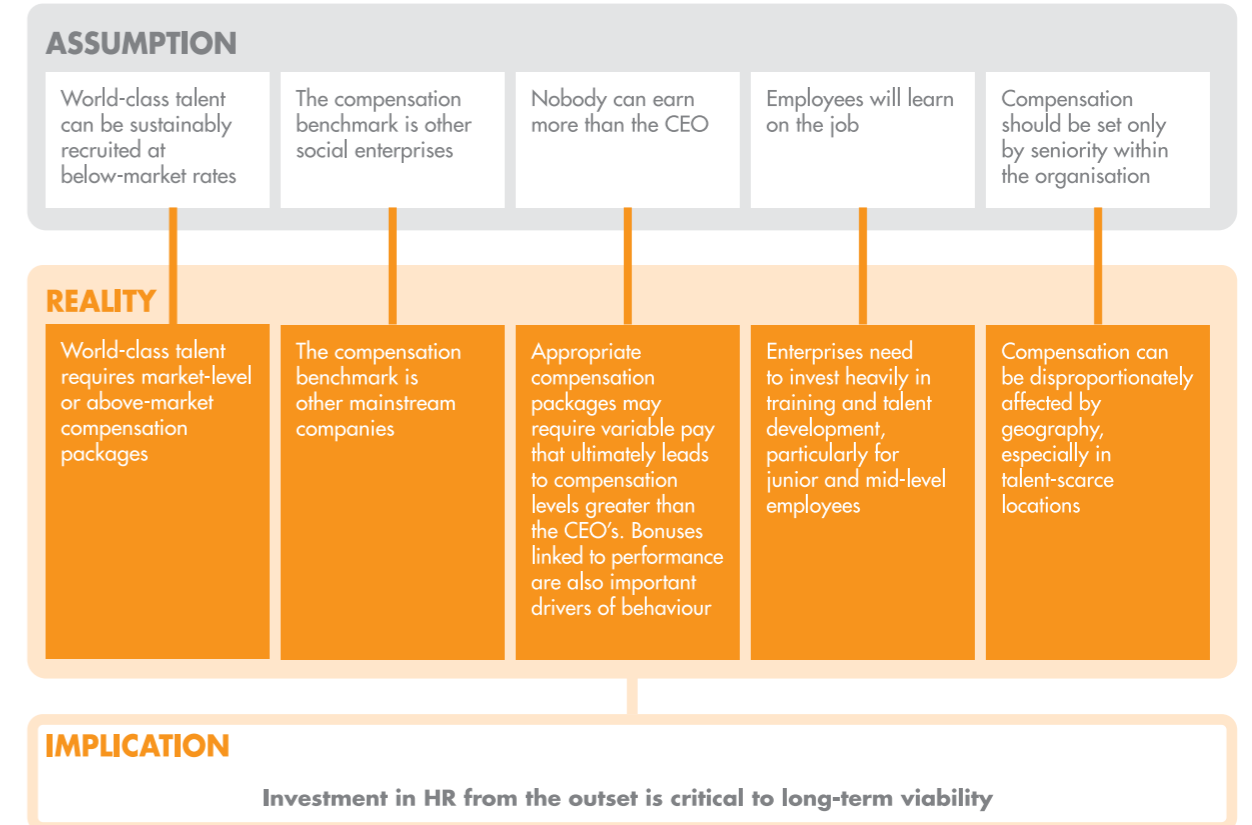 ASSUMPTION
World-class talent
can be sustainably
recruited at
below-market rates
The compensation
benchmark is other
social enterprises
Nobody can earn
more than the CEO
Employees will learn
on the job
Compensation
should be set only
by seniority within
the organisation
REALITY
World-class talent
requires market-level
or above-market
compensation
packages
The compensation
benchmark is
other mainstream
companies
Appropriate
compensation
packages may
require variable pay
that ultimately leads
to compensation
levels greater than
the CEO’s. Bonuses
linked to performance
are also important
drivers of behaviour
Enterprises need
to invest heavily in
training and talent
development,
particularly for
junior and mid-level
employees
Compensation can
be disproportionately
affected by
geography,
especially in
talent-scarce
locations
IMPLICATION
Investment in HR from the outset is critical to long-term viability